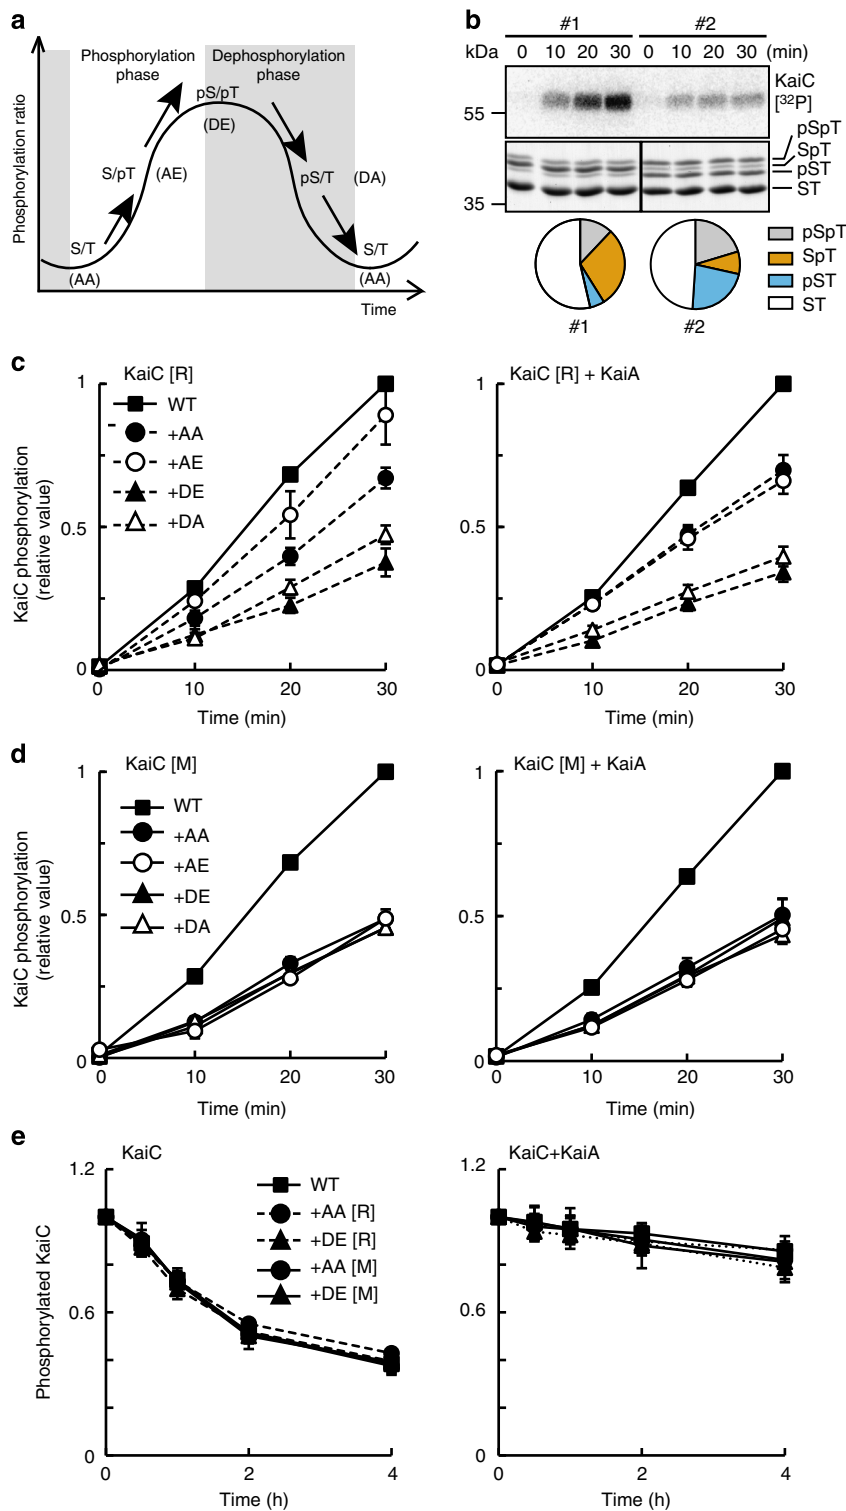 a
Phosphorylation phase
Dephosphorylation phase
pS/pT
(DE)
S/pT
(AE)
pS/T
(DA)
S/T
(AA)
S/T
(AA)
Phosphorylation ratio
Time
b
#1
#2
kDa
0 10 20 30 0 10 20 30 (min)
KaiC
[³²P]
55
pSpT
SpT
pST
ST
35
pSpT
SpT
pST
ST
#1
#2
c
KaiC [R]
WT
+AA
+AE
+DE
+DA
1
0.5
0
KaiC phosphorylation
(relative value)
0 10 20 30
Time (min)
KaiC [R] + KaiA
1
0.5
0
0 10 20 30
Time (min)
d
KaiC [M]
WT
+AA
+AE
+DE
+DA
1
0.5
0
KaiC phosphorylation
(relative value)
0 10 20 30
Time (min)
KaiC [M] + KaiA
1
0.5
0
0 10 20 30
Time (min)
e
KaiC
WT
+AA [R]
+DE [R]
+AA [M]
+DE [M]
1.2
0.6
0
Phosphorylated KaiC
0 2 4
Time (h)
KaiC+KaiA
1.2
0.6
0
0 2 4
Time (h)